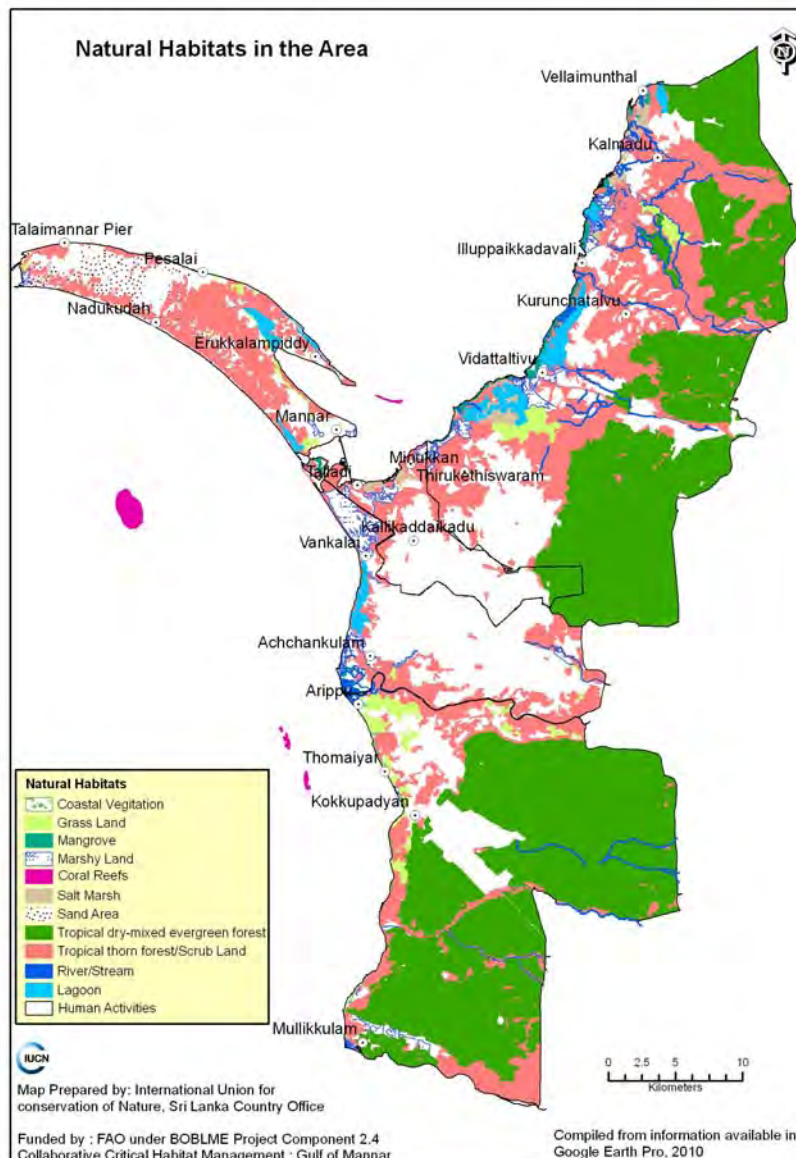 Natural Habitats in the Area
N
Vellaimunthal
Kalmadu
Talaimannar Pier
Pesalai
Illuppaikkadavali
Nadukudah
Kurunchatalvu
Erukkalampiddy
Vidattaltivu
Mannar
Minukkan
Talladi
Thirukethiswaram
Kallikaddaikadu
Vankalai
Achchankulam
Arippu
Thomaiyar
Kokkupadyan
Mullikkulam
Natural Habitats
Coastal Vegitation
Grass Land
Mangrove
Marshy Land
Coral Reefs
Salt Marsh
Sand Area
Tropical dry-mixed evergreen forest
Tropical thorn forest/Scrub Land
River/Stream
Lagoon
Human Activities
IUCN
0 2.5 5 10
Kilometers
Map Prepared by: International Union for
conservation of Nature, Sri Lanka Country Office
Funded by : FAO under BOBLME Project Component 2.4
Collaborative Critical Habitat Management : Gulf of Mannar
Compiled from information available in
Google Earth Pro, 2010